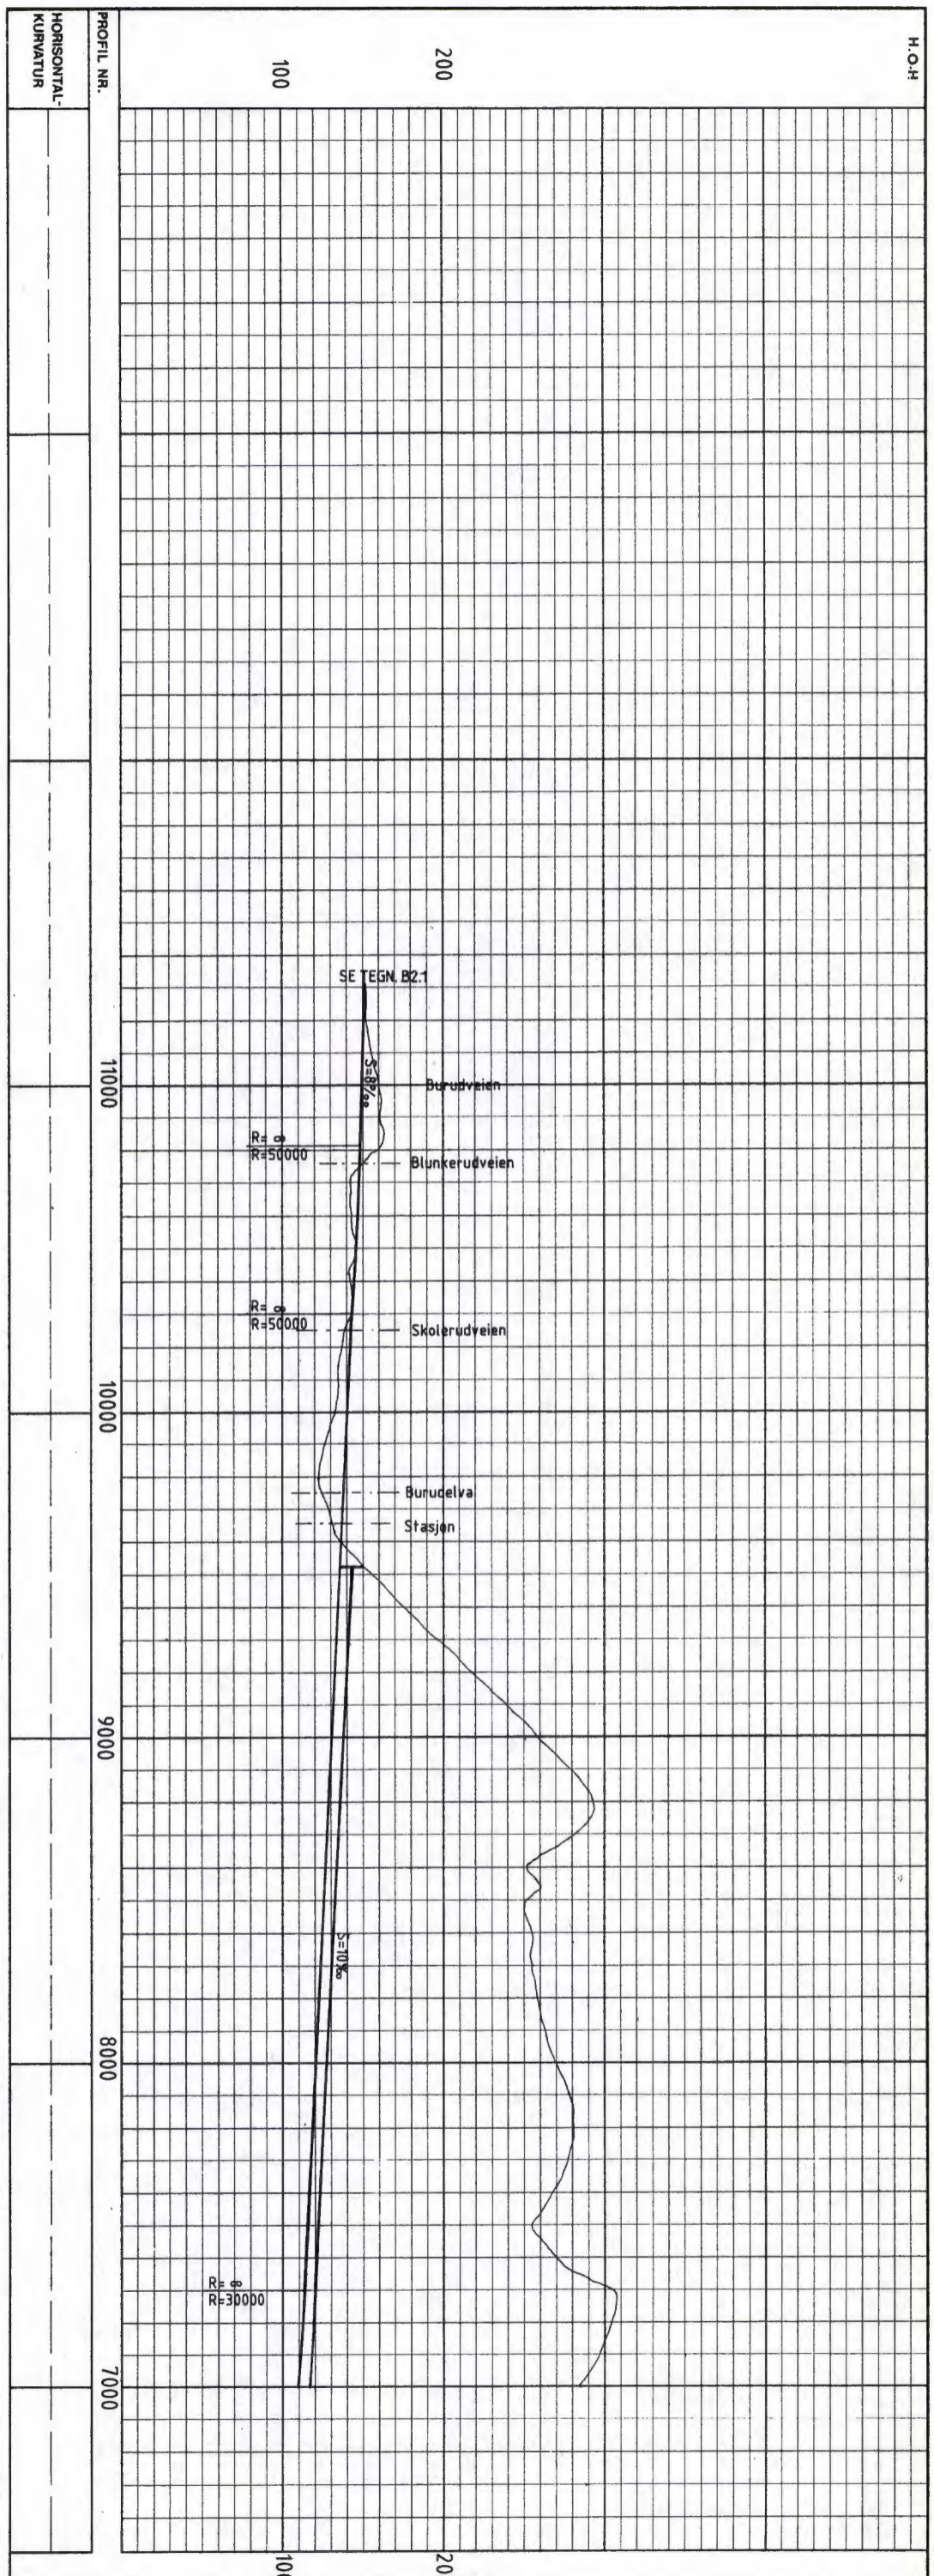 H.O.H
200
100
PROFIL NR.
HORISONTAL-
KURVATUR
SE TEGN. B2.1
S=8‰
11000
Burudveien
R= ∞
R=50000
Blunkerudveien
R= ∞
R=50000
Skolerudveien
10000
Burudelva
Stasjon
9000
S=10‰
8000
R= ∞
R=30000
7000
100
20